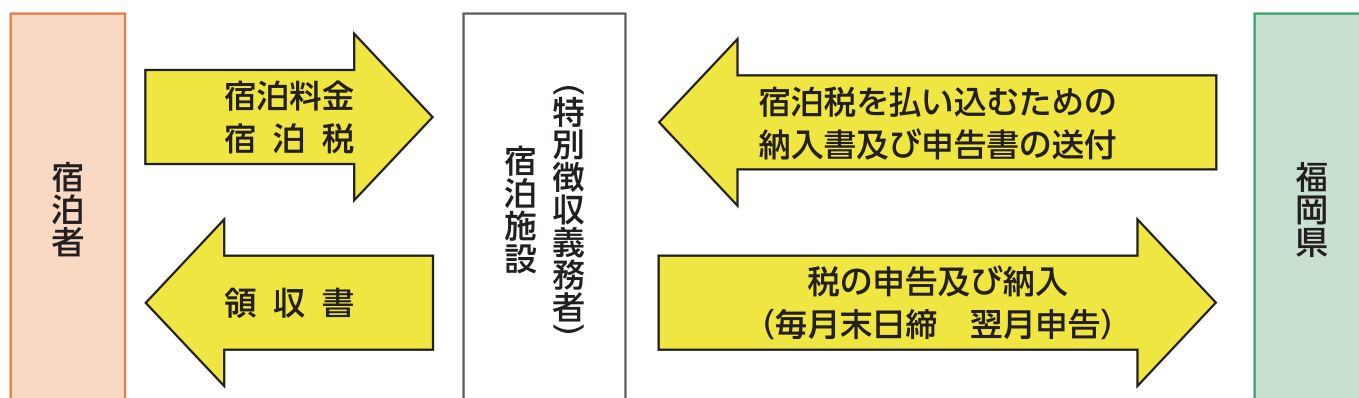 宿泊者
宿泊料金
宿泊税
領収書
(特別徴収義務者)
宿泊施設
宿泊税を払い込むための
納入書及び申告書の送付
税の申告及び納入
(毎月末日締　翌月申告)
福岡県